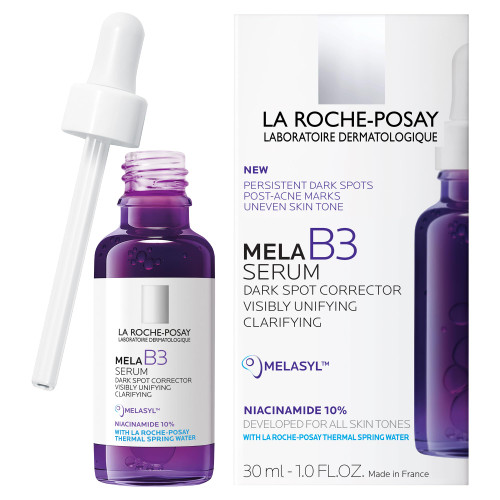 LA ROCHE-POSAY
LABORATOIRE DERMATOLOGIQUE
MELA B3
SERUM
DARK SPOT CORRECTOR
VISIBLY UNIFYING
CLARIFYING
MELASYL™
NIACINAMIDE 10%
WITH LA ROCHE-POSAY
THERMAL SPRING WATER
LA ROCHE-POSAY
LABORATOIRE DERMATOLOGIQUE
NEW
PERSISTENT DARK SPOTS
POST-ACNE MARKS
UNEVEN SKIN TONE
MELA B3
SERUM
DARK SPOT CORRECTOR
VISIBLY UNIFYING
CLARIFYING
MELASYL™
NIACINAMIDE 10%
DEVELOPED FOR ALL SKIN TONES
WITH LA ROCHE-POSAY THERMAL SPRING WATER
30 ml - 1.0 FL.OZ. Made in France